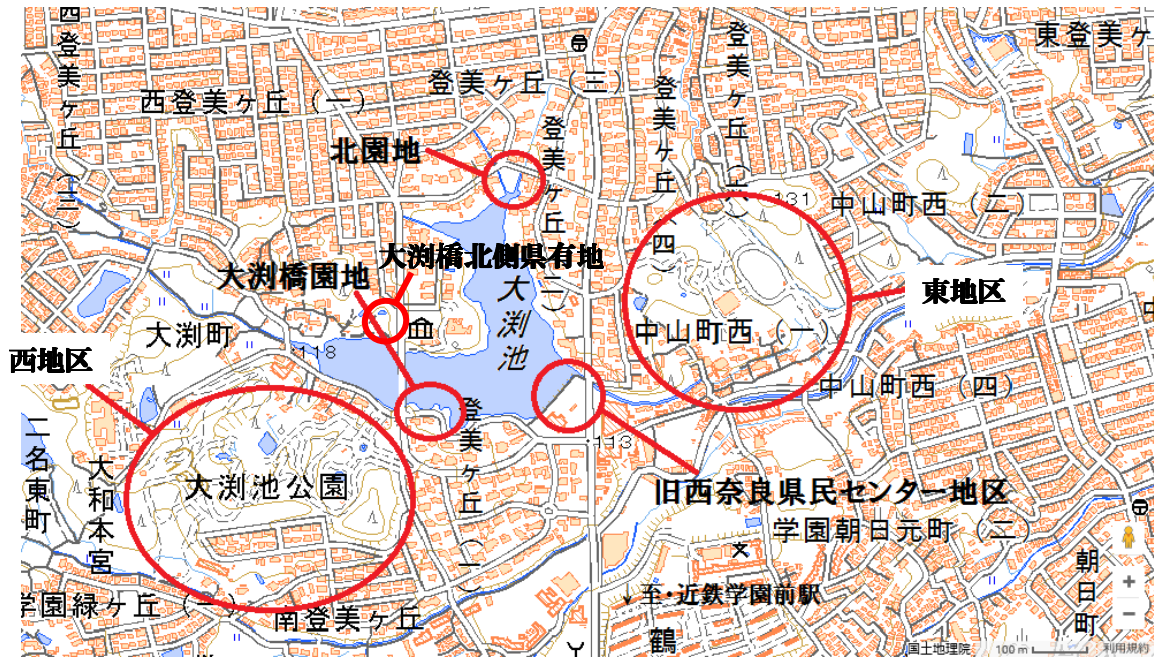 西登美ヶ丘(三)
西登美ヶ丘(一)
登美ヶ丘(三)
登美ヶ丘(二)
登美ヶ丘(四)
登美ヶ丘(六)
東登美ヶ
北園地
131
中山町西(二)
大渕橋北側県有地
大渕橋園地
大渕池
東地区
中
大渕町
118
中山町西(一)
西地区
中山町西(四)
二名東町
大和本宮
大渕池公園
登美ヶ丘(一)
113
旧西奈良県民センター地区
学園朝日元町(二)
朝日町
学園緑ヶ丘(一)
南登美ヶ丘
至・近鉄学園前駅
鶴
+
−
国土地理院
100 m
利用規約